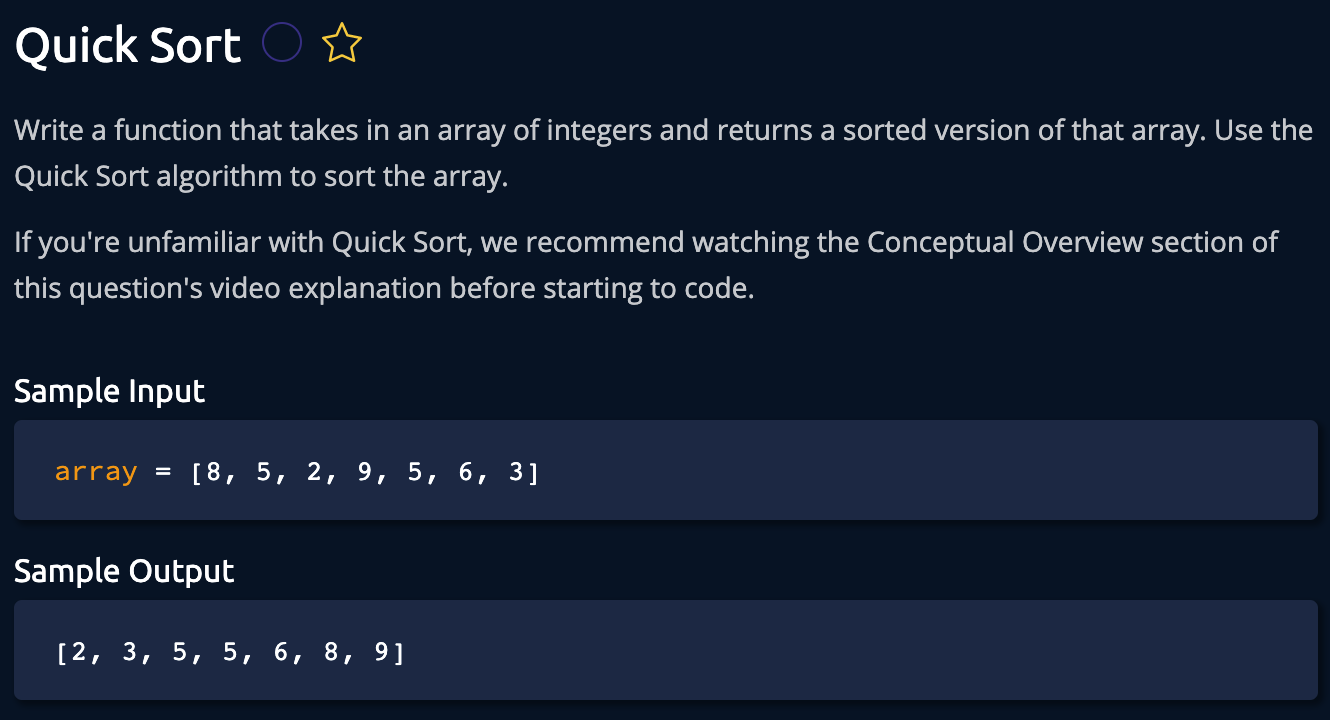 Quick Sort
Write a function that takes in an array of integers and returns a sorted version of that array. Use the
Quick Sort algorithm to sort the array.
If you're unfamiliar with Quick Sort, we recommend watching the Conceptual Overview section of
this question's video explanation before starting to code.
Sample Input
array = [8, 5, 2, 9, 5, 6, 3]
Sample Output
[2, 3, 5, 5, 6, 8, 9]